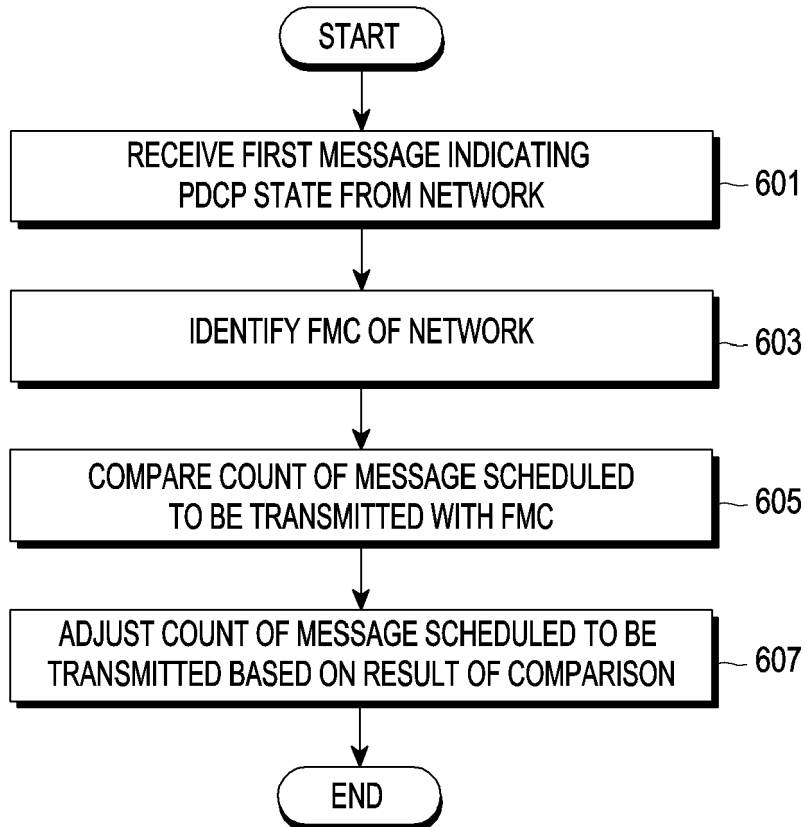 START
RECEIVE FIRST MESSAGE INDICATING
PDCP STATE FROM NETWORK
601
IDENTIFY FMC OF NETWORK
603
COMPARE COUNT OF MESSAGE SCHEDULED
TO BE TRANSMITTED WITH FMC
605
ADJUST COUNT OF MESSAGE SCHEDULED TO BE
TRANSMITTED BASED ON RESULT OF COMPARISON
607
END